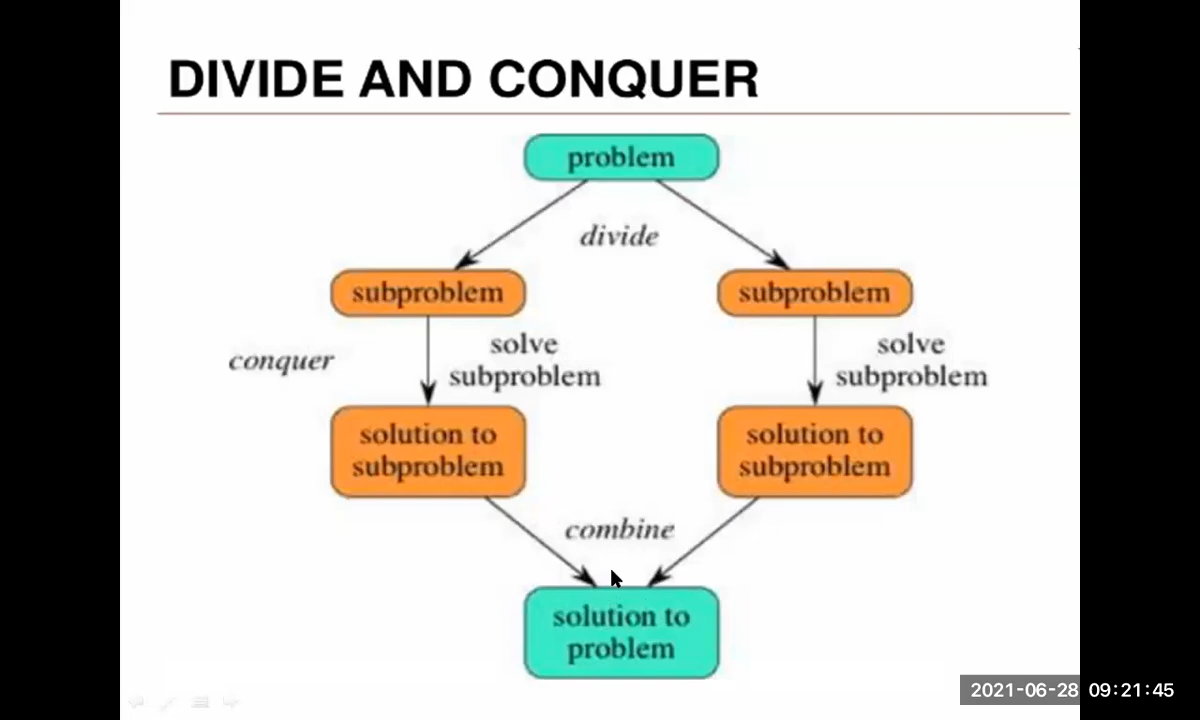 DIVIDE AND CONQUER
problem
divide
subproblem
subproblem
conquer
solve
subproblem
solve
subproblem
solution to
subproblem
solution to
subproblem
combine
solution to
problem
2021-06-28 09:21:45